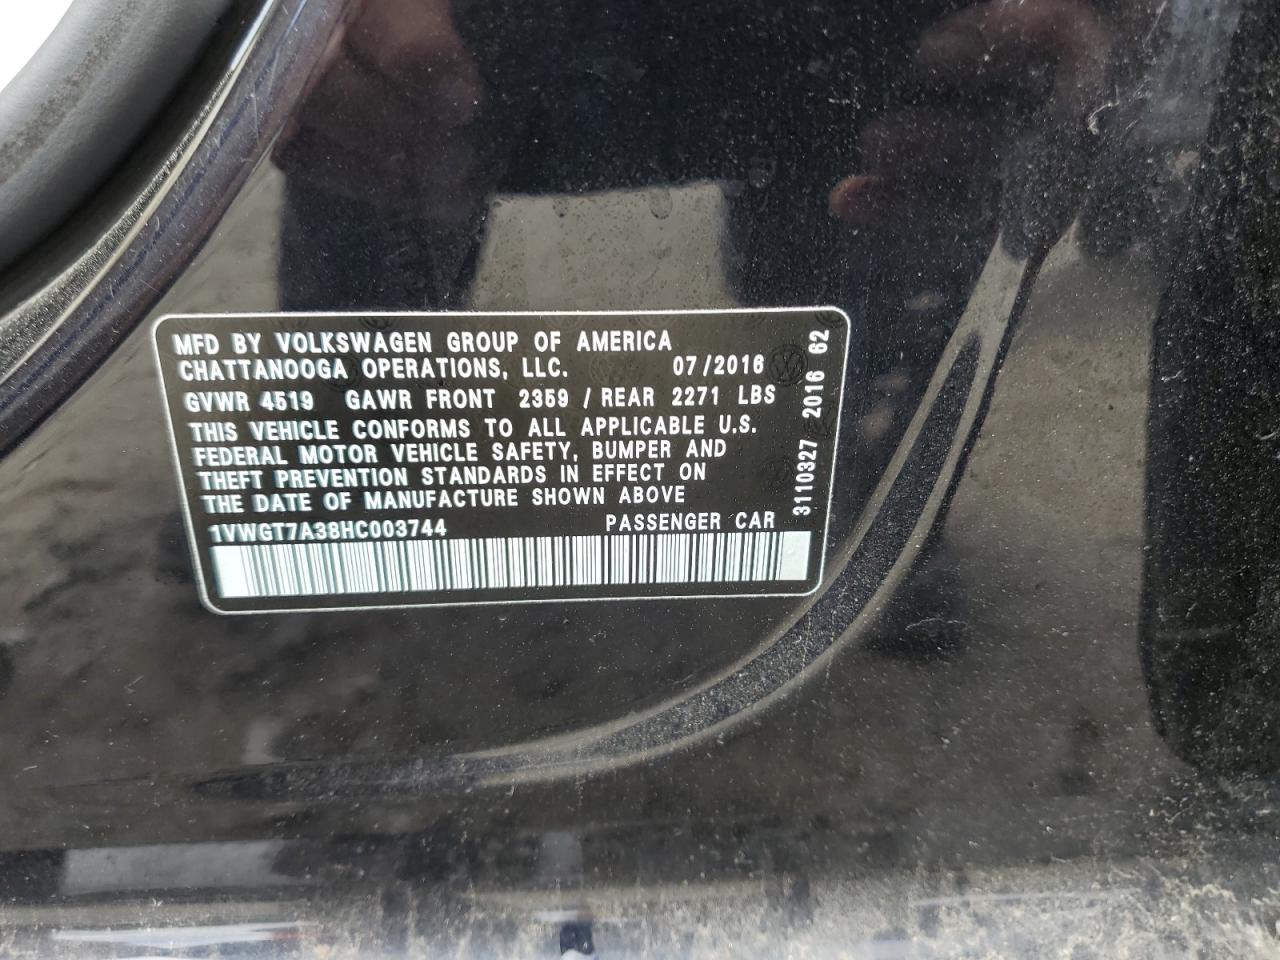 MFD BY VOLKSWAGEN GROUP OF AMERICA
CHATTANOOGA OPERATIONS, LLC. 07/2016
GVWR 4519 GAWR FRONT 2359 / REAR 2271 LBS
THIS VEHICLE CONFORMS TO ALL APPLICABLE U.S.
FEDERAL MOTOR VEHICLE SAFETY, BUMPER AND
THEFT PREVENTION STANDARDS IN EFFECT ON
THE DATE OF MANUFACTURE SHOWN ABOVE
1VWGT7A38HC003744 PASSENGER CAR
3110327 2016 62